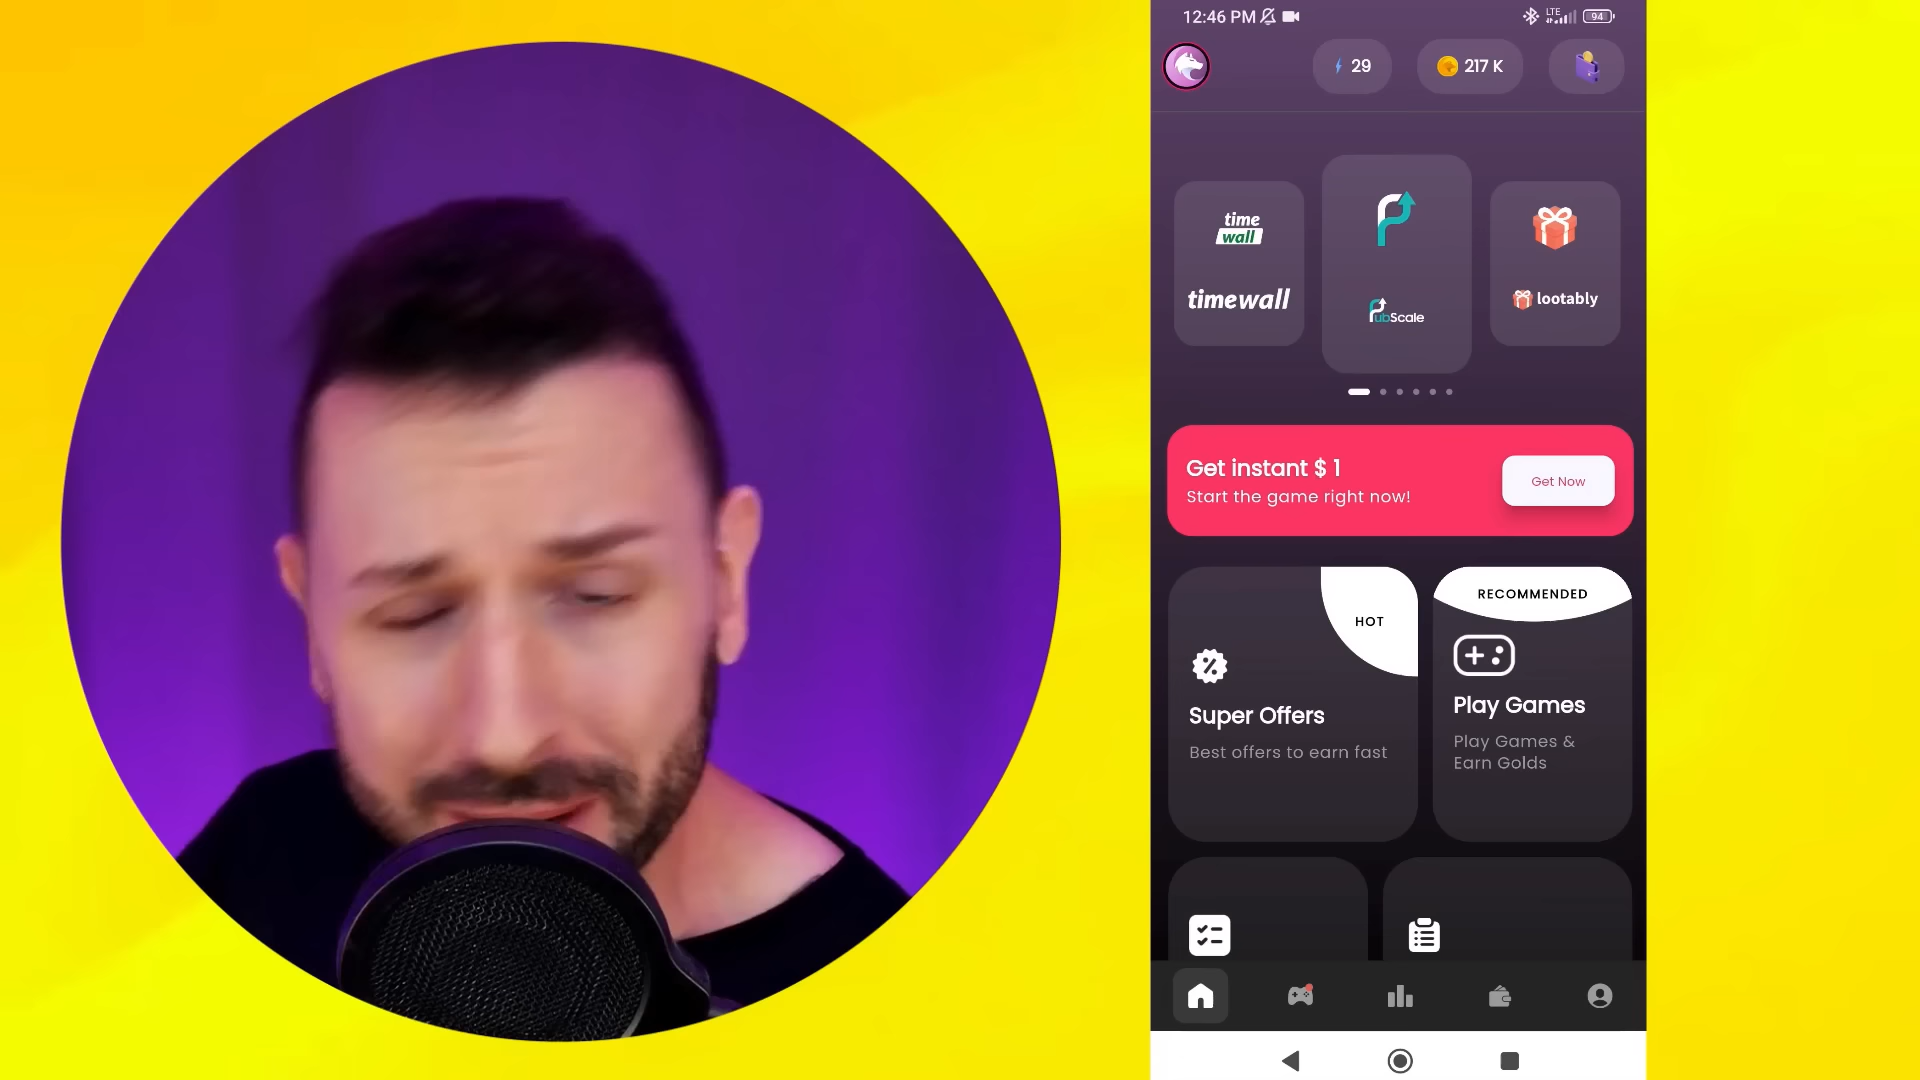 12:46 PM
LTE
94
29
217 K
time
wall
timewall
PubScale
lootably
Get instant $ 1
Start the game right now!
Get Now
HOT
RECOMMENDED
Super Offers
Best offers to earn fast
Play Games
Play Games &
Earn Golds